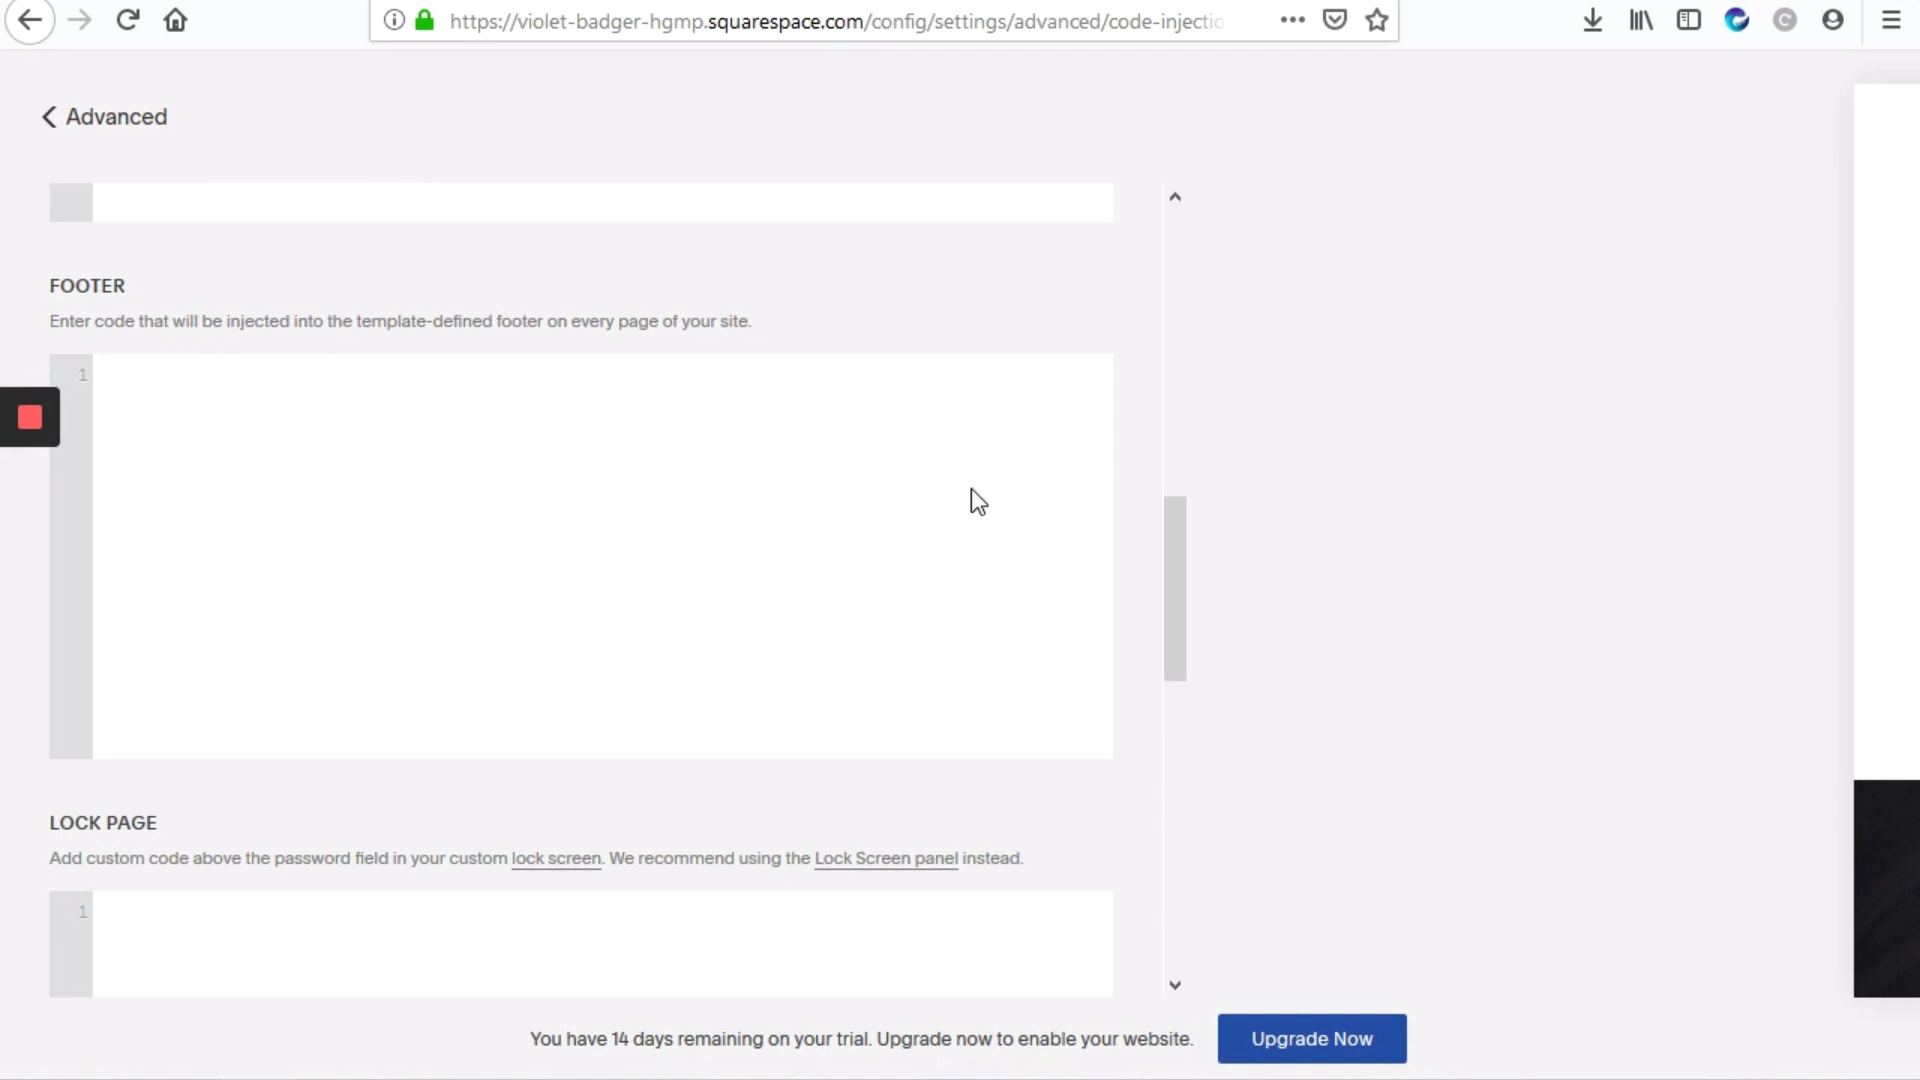 https://violet-badger-hgmp.squarespace.com/config/settings/advanced/code-injectio
Advanced
FOOTER
Enter code that will be injected into the template-defined footer on every page of your site.
1
LOCK PAGE
Add custom code above the password field in your custom lock screen. We recommend using the Lock Screen panel instead.
1
You have 14 days remaining on your trial. Upgrade now to enable your website.
Upgrade Now